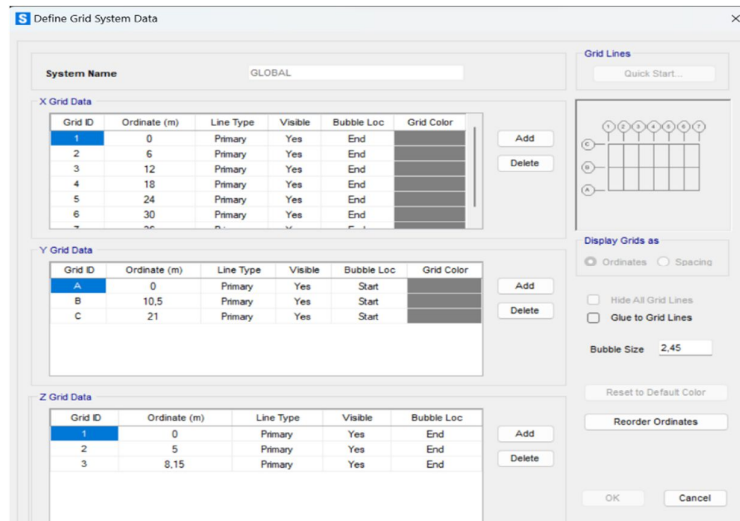 S Define Grid System Data
System Name GLOBAL
Grid Lines
Quick Start...
X Grid Data
Grid ID Ordinate (m) Line Type Visible Bubble Loc Grid Color
1 0 Primary Yes End
2 6 Primary Yes End
3 12 Primary Yes End
4 18 Primary Yes End
5 24 Primary Yes End
6 30 Primary Yes End
Add
Delete
1 2 3 4 5 6 7
C
B
A
Y Grid Data
Grid ID Ordinate (m) Line Type Visible Bubble Loc Grid Color
A 0 Primary Yes Start
B 10,5 Primary Yes Start
C 21 Primary Yes Start
Add
Delete
Display Grids as
Ordinates Spacing
Hide All Grid Lines
Glue to Grid Lines
Bubble Size 2,45
Z Grid Data
Grid ID Ordinate (m) Line Type Visible Bubble Loc
1 0 Primary Yes End
2 5 Primary Yes End
3 8,15 Primary Yes End
Add
Delete
Reset to Default Color
Reorder Ordinates
OK Cancel